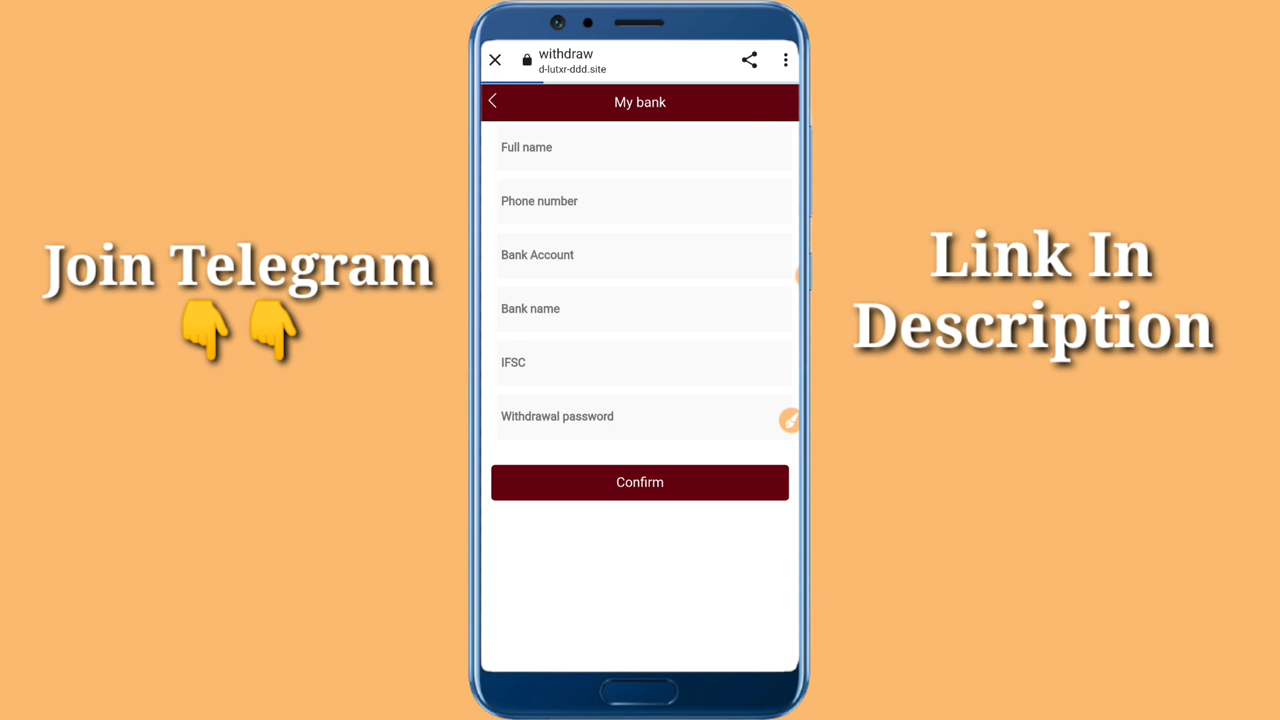 Join Telegram
👇👇
withdraw
d-lutxr-ddd.site
My bank
Full name
Phone number
Bank Account
Bank name
IFSC
Withdrawal password
Confirm
Link In
Description